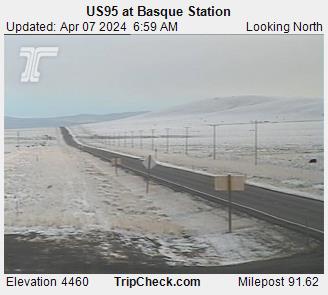 US95 at Basque Station
Updated: Apr 07 2024 6:59 AM Looking North
Elevation 4460 TripCheck.com Milepost 91.62